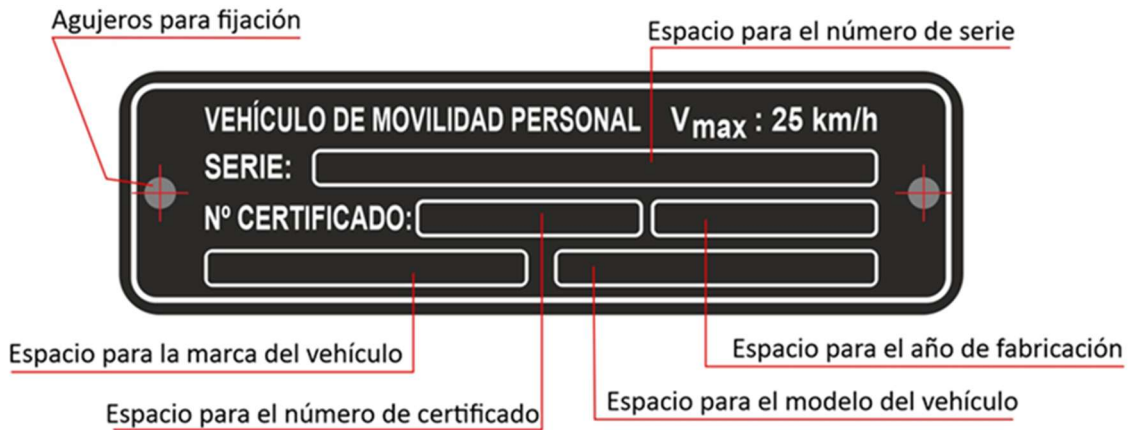 Agujeros para fijación
Espacio para el número de serie
VEHÍCULO DE MOVILIDAD PERSONAL Vmax : 25 km/h
SERIE:
Nº CERTIFICADO:
Espacio para la marca del vehículo
Espacio para el año de fabricación
Espacio para el número de certificado
Espacio para el modelo del vehículo